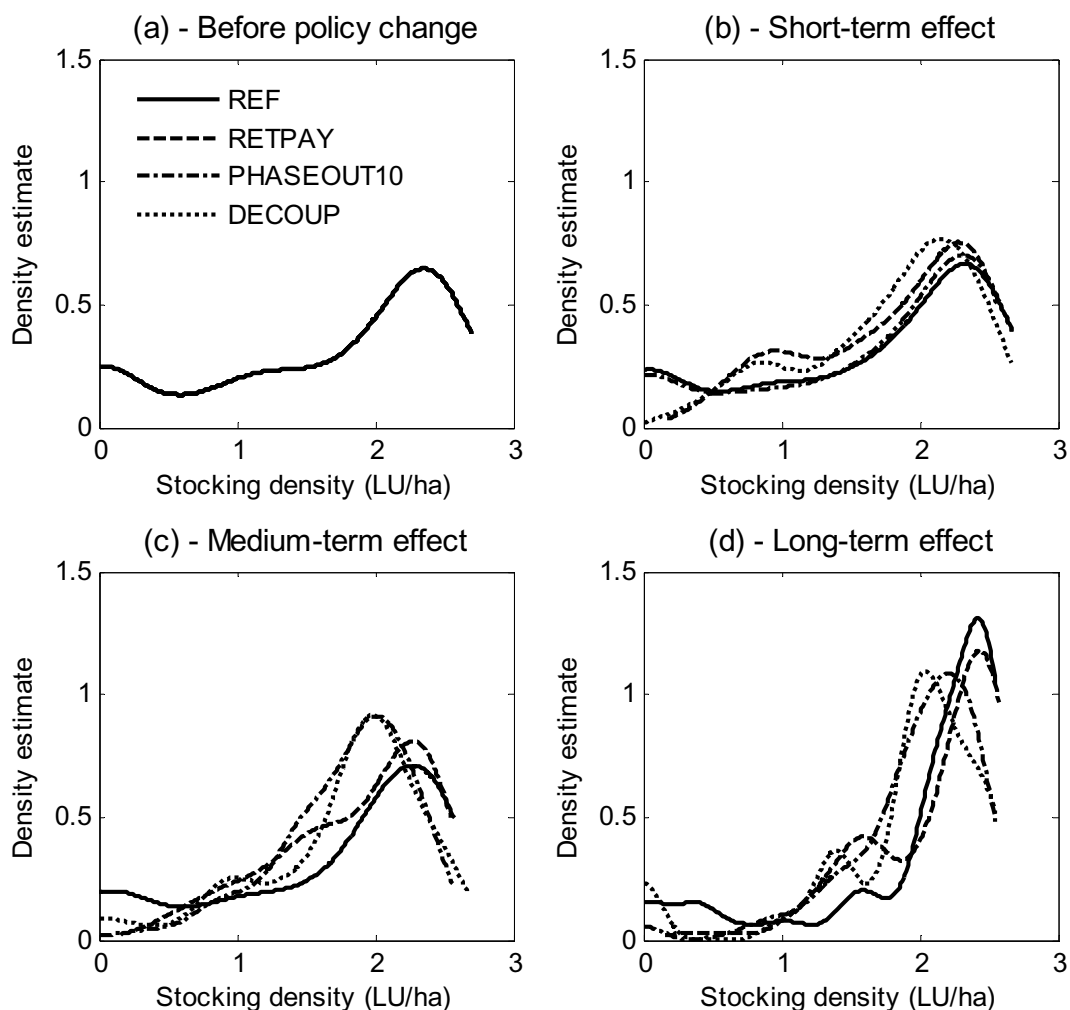 (a) - Before policy change
1.5
1
0.5
0
Density estimate
REF
RETPAY
PHASEOUT10
DECOUP
0 1 2 3
Stocking density (LU/ha)
(b) - Short-term effect
1.5
1
0.5
0
Density estimate
0 1 2 3
Stocking density (LU/ha)
(c) - Medium-term effect
1.5
1
0.5
0
Density estimate
0 1 2 3
Stocking density (LU/ha)
(d) - Long-term effect
1.5
1
0.5
0
Density estimate
0 1 2 3
Stocking density (LU/ha)